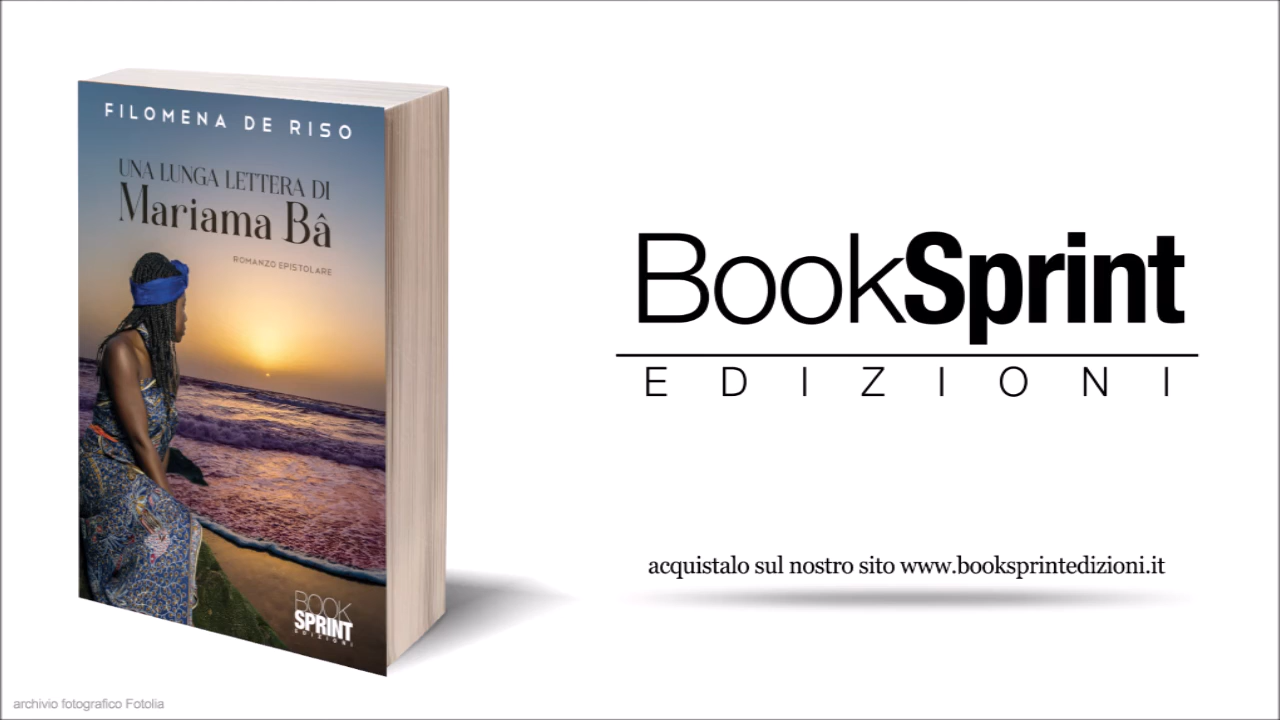 FILOMENA DE RISO
UNA LUNGA LETTERA DI
Mariama Bâ
ROMANZO EPISTOLARE
BOOK
SPRINT
EDIZIONI
BookSprint
EDIZIONI
acquistalo sul nostro sito www.booksprintedizioni.it
archivio fotografico Fotolia